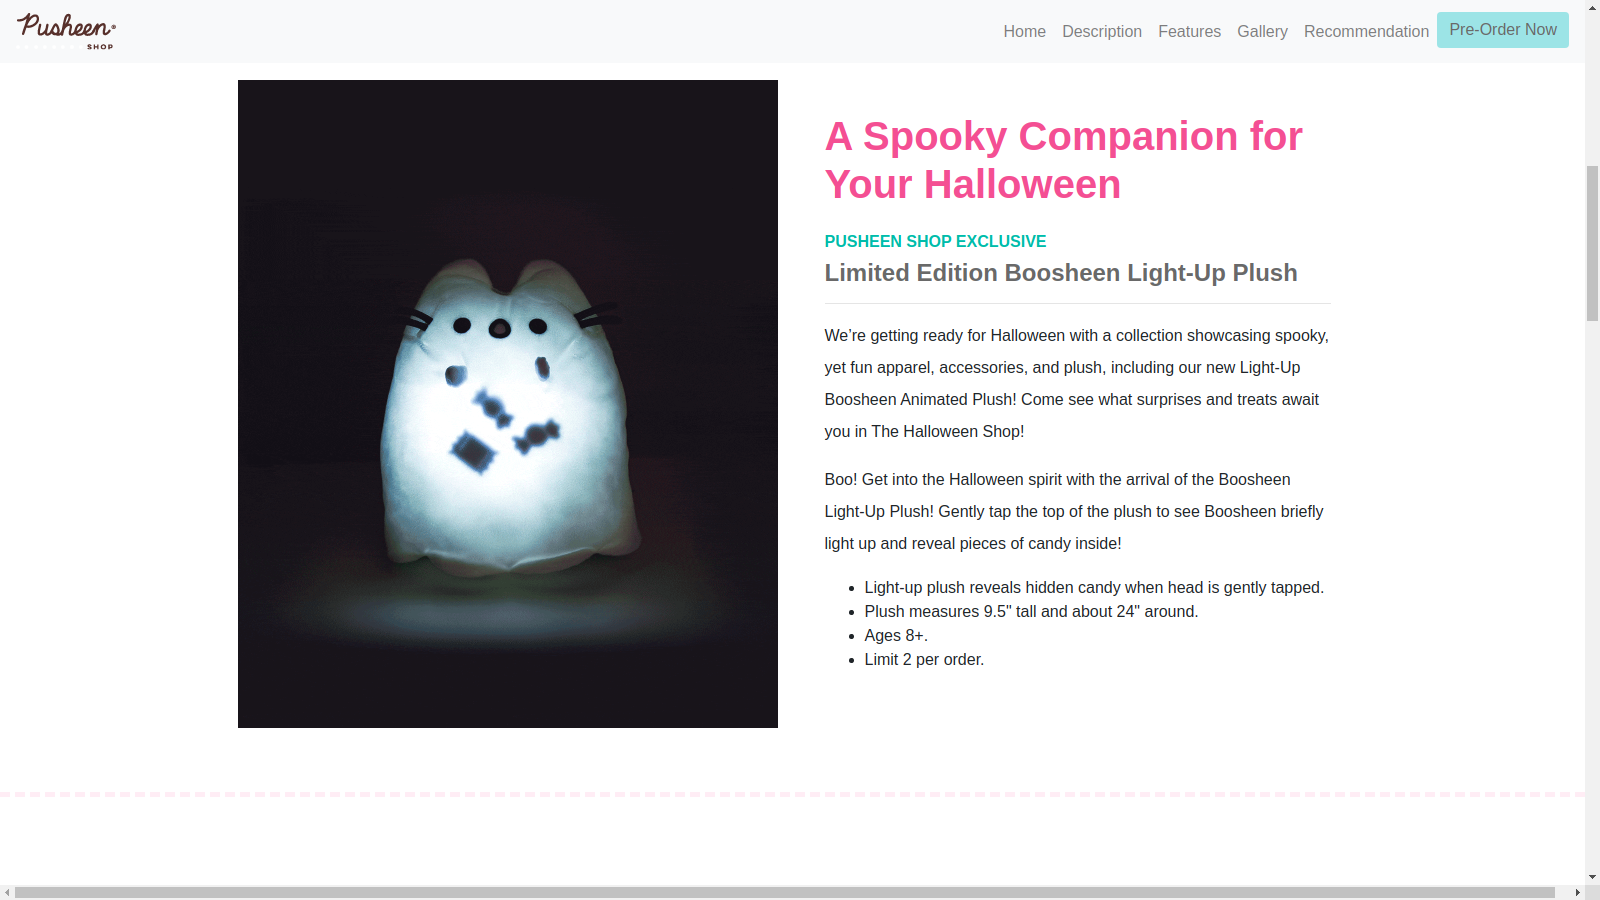 Pusheen®
SHOP
Home
Description
Features
Gallery
Recommendation
Pre-Order Now
A Spooky Companion for
Your Halloween
PUSHEEN SHOP EXCLUSIVE
Limited Edition Boosheen Light-Up Plush
We’re getting ready for Halloween with a collection showcasing spooky,
yet fun apparel, accessories, and plush, including our new Light-Up
Boosheen Animated Plush! Come see what surprises and treats await
you in The Halloween Shop!
Boo! Get into the Halloween spirit with the arrival of the Boosheen
Light-Up Plush! Gently tap the top of the plush to see Boosheen briefly
light up and reveal pieces of candy inside!
• Light-up plush reveals hidden candy when head is gently tapped.
• Plush measures 9.5" tall and about 24" around.
• Ages 8+.
• Limit 2 per order.